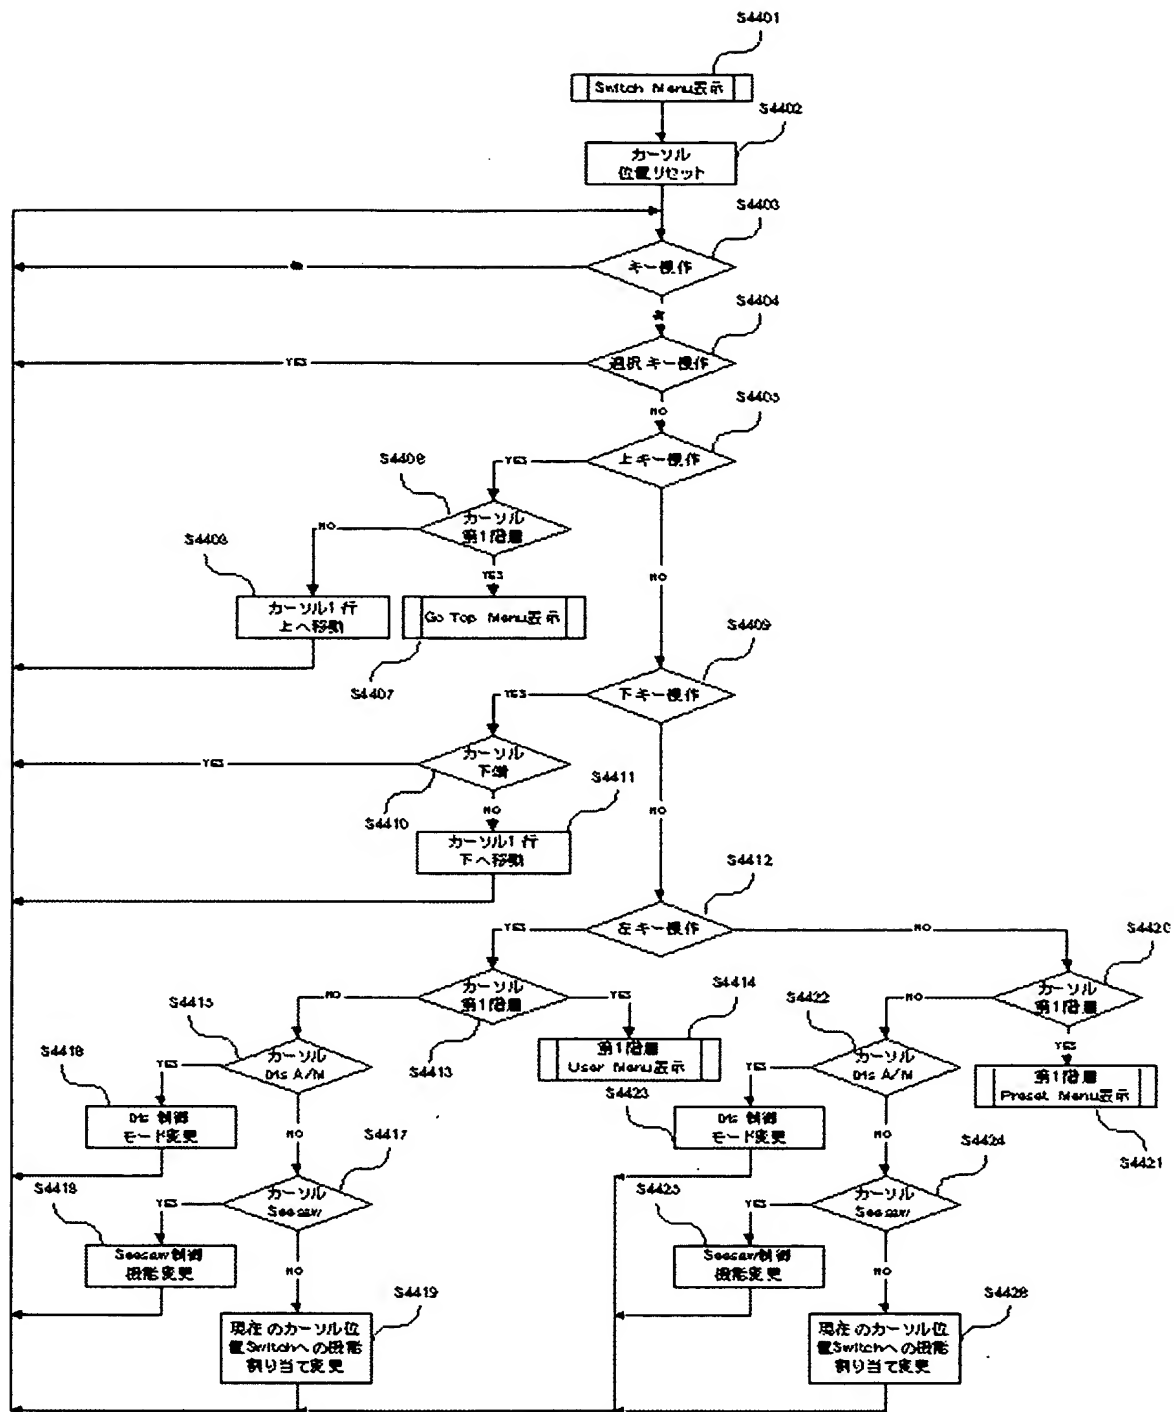 S4401
Switch Menu表示
S4402
カーソル
位置リセット
S4403
キー操作
無
有
S4404
選択キー操作
YES
NO
S4405
上キー操作
YES
NO
S4406
カーソル
第1階層
NO
YES
S4408
カーソル1行
上へ移動
Go Top Menu表示
S4407
S4409
下キー操作
YES
NO
カーソル
下端
YES
NO
S4410
S4411
カーソル1行
下へ移動
S4412
左キー操作
YES
NO
カーソル
第1階層
NO
YES
S4413
S4414
第1階層
User Menu表示
S4415
カーソル
Dis A/M
YES
NO
S4416
Dis 制御
モード変更
S4417
カーソル
Seesaw
YES
NO
S4418
Seesaw制御
機能変更
S4419
現在のカーソル位
置Switchへの機能
割り当て変更
S4420
カーソル
第1階層
NO
YES
第1階層
Preset Menu表示
S4421
S4422
カーソル
Dis A/M
YES
NO
S4423
Dis 制御
モード変更
S4424
カーソル
Seesaw
YES
NO
S4425
Seesaw制御
機能変更
S4426
現在のカーソル位
置Switchへの機能
割り当て変更